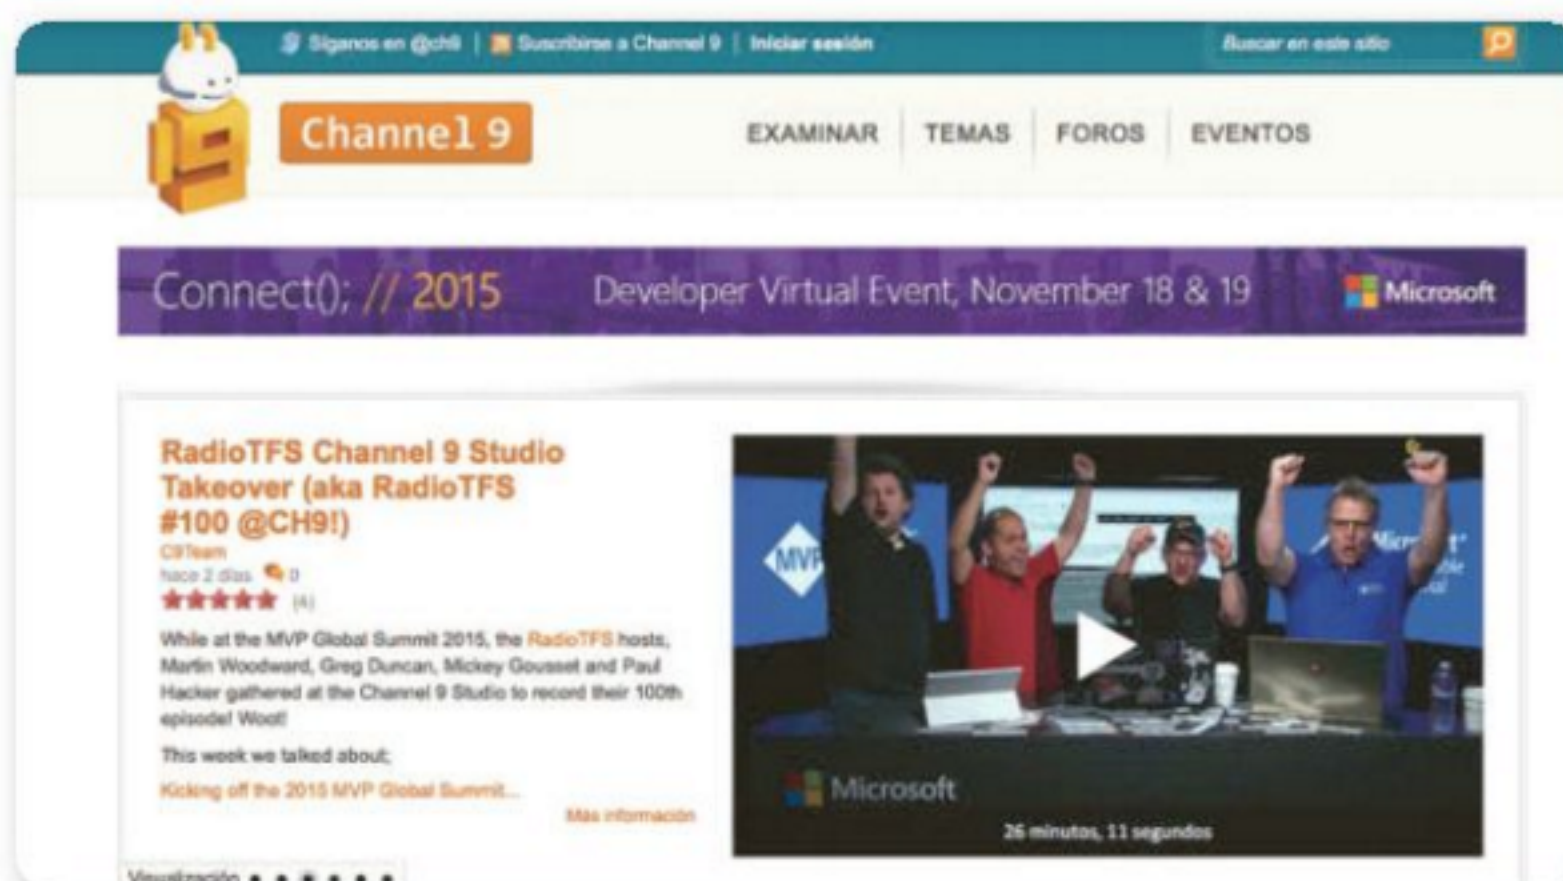 Síganos en @ch9 | Suscribirse a Channel 9 | Iniciar sesión
Buscar en este sitio
9
Channel 9
EXAMINAR
TEMAS
FOROS
EVENTOS
Connect(); // 2015
Developer Virtual Event, November 18 & 19
Microsoft
RadioTFS Channel 9 Studio
Takeover (aka RadioTFS
#100 @CH9!)
C9Team
hace 2 días 0
(4)
While at the MVP Global Summit 2015, the RadioTFS hosts,
Martin Woodward, Greg Duncan, Mickey Gousset and Paul
Hacker gathered at the Channel 9 Studio to record their 100th
episode! Woot!
This week we talked about;
Kicking off the 2015 MVP Global Summit...
Más información
MVP
Microsoft
26 minutos, 11 segundos
Visualización